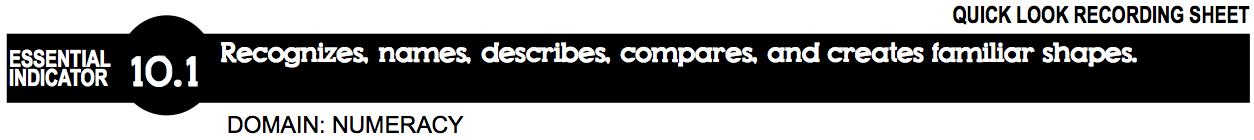 QUICK LOOK RECORDING SHEET
ESSENTIAL
INDICATOR
10.1
Recognizes, names, describes, compares, and creates familiar shapes.
DOMAIN: NUMERACY